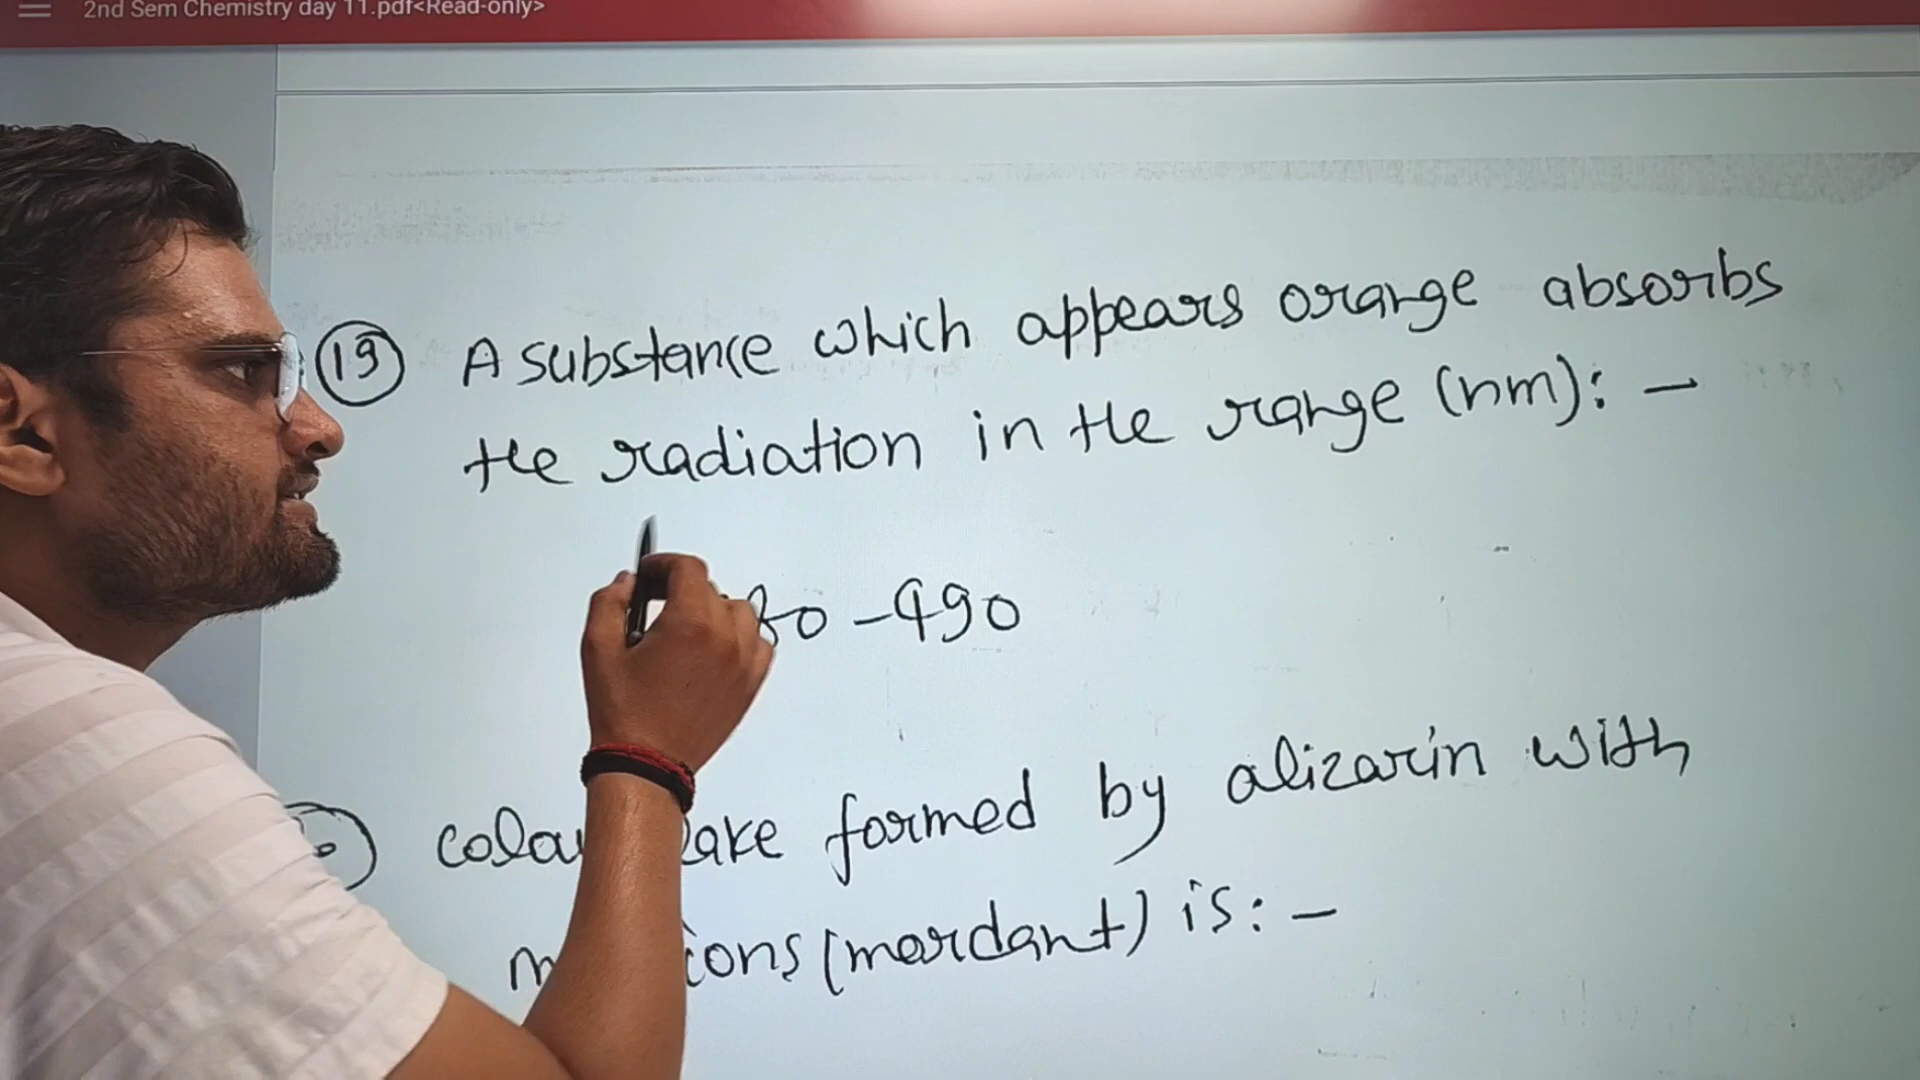 2nd Sem Chemistry day 11.pdf<Read-only>
(19) A substance which appears orange absorbs
the radiation in the range (nm): -
80 - 490
formed by alizarin with
ions (mordant) is: -